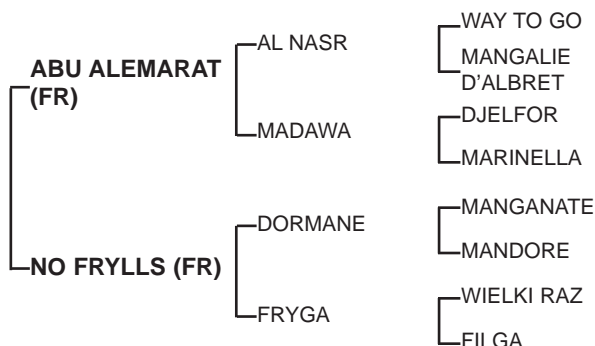 WAY TO GO
AL NASR
MANGALIE
D'ALBRET
ABU ALEMARAT
(FR)
DJELFOR
MADAWA
MARINELLA
MANGANATE
DORMANE
MANDORE
NO FRYLLS (FR)
WIELKI RAZ
FRYGA
FILGA